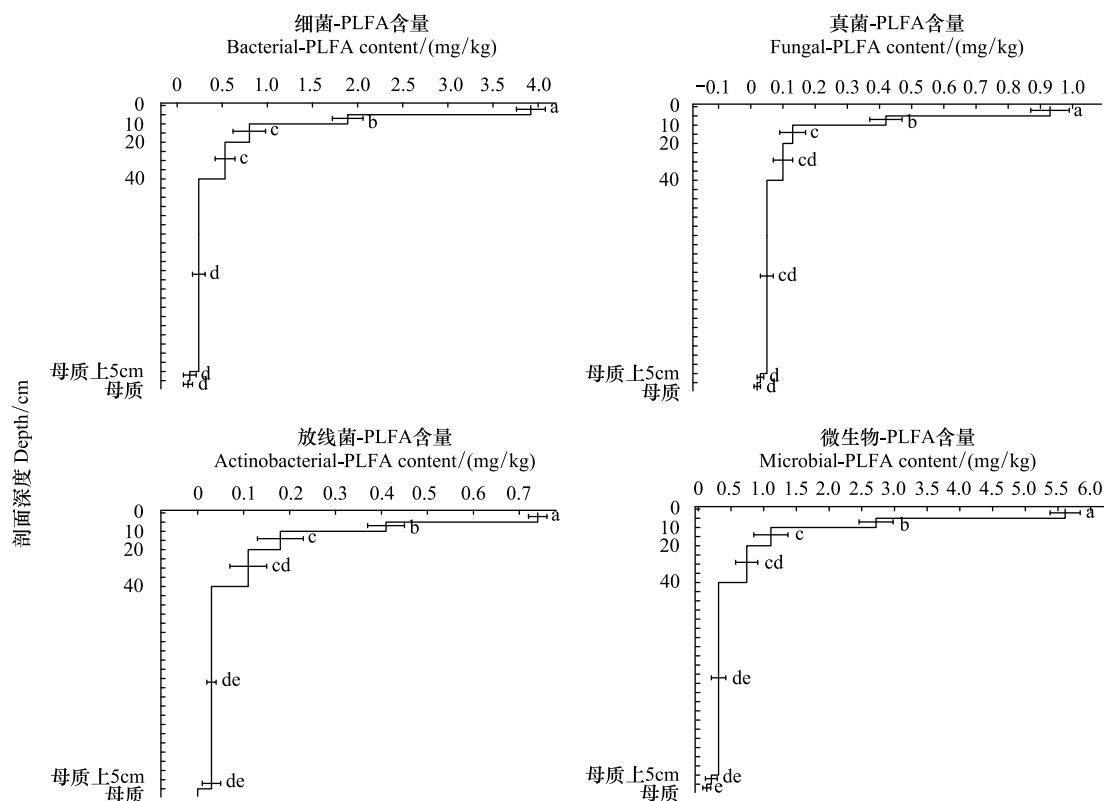 细菌-PLFA含量
Bacterial-PLFA content/(mg/kg)
0 0.5 1.0 1.5 2.0 2.5 3.0 3.5 4.0
0
10
20
40
母质上5cm
母质
a
b
c
c
d
d
d
真菌-PLFA含量
Fungal-PLFA content/(mg/kg)
−0.1 0 0.1 0.2 0.3 0.4 0.5 0.6 0.7 0.8 0.9 1.0
0
10
20
40
母质上5cm
母质
a
b
c
cd
cd
d
d
剖面深度 Depth/cm
放线菌-PLFA含量
Actinobacterial-PLFA content/(mg/kg)
0 0.1 0.2 0.3 0.4 0.5 0.6 0.7
0
10
20
40
母质上5cm
母质
a
b
c
cd
de
de
微生物-PLFA含量
Microbial-PLFA content/(mg/kg)
0 0.5 1.0 1.5 2.0 2.5 3.0 3.5 4.0 4.5 5.0 5.5 6.0
0
10
20
40
母质上5cm
母质
a
b
c
cd
de
de
e